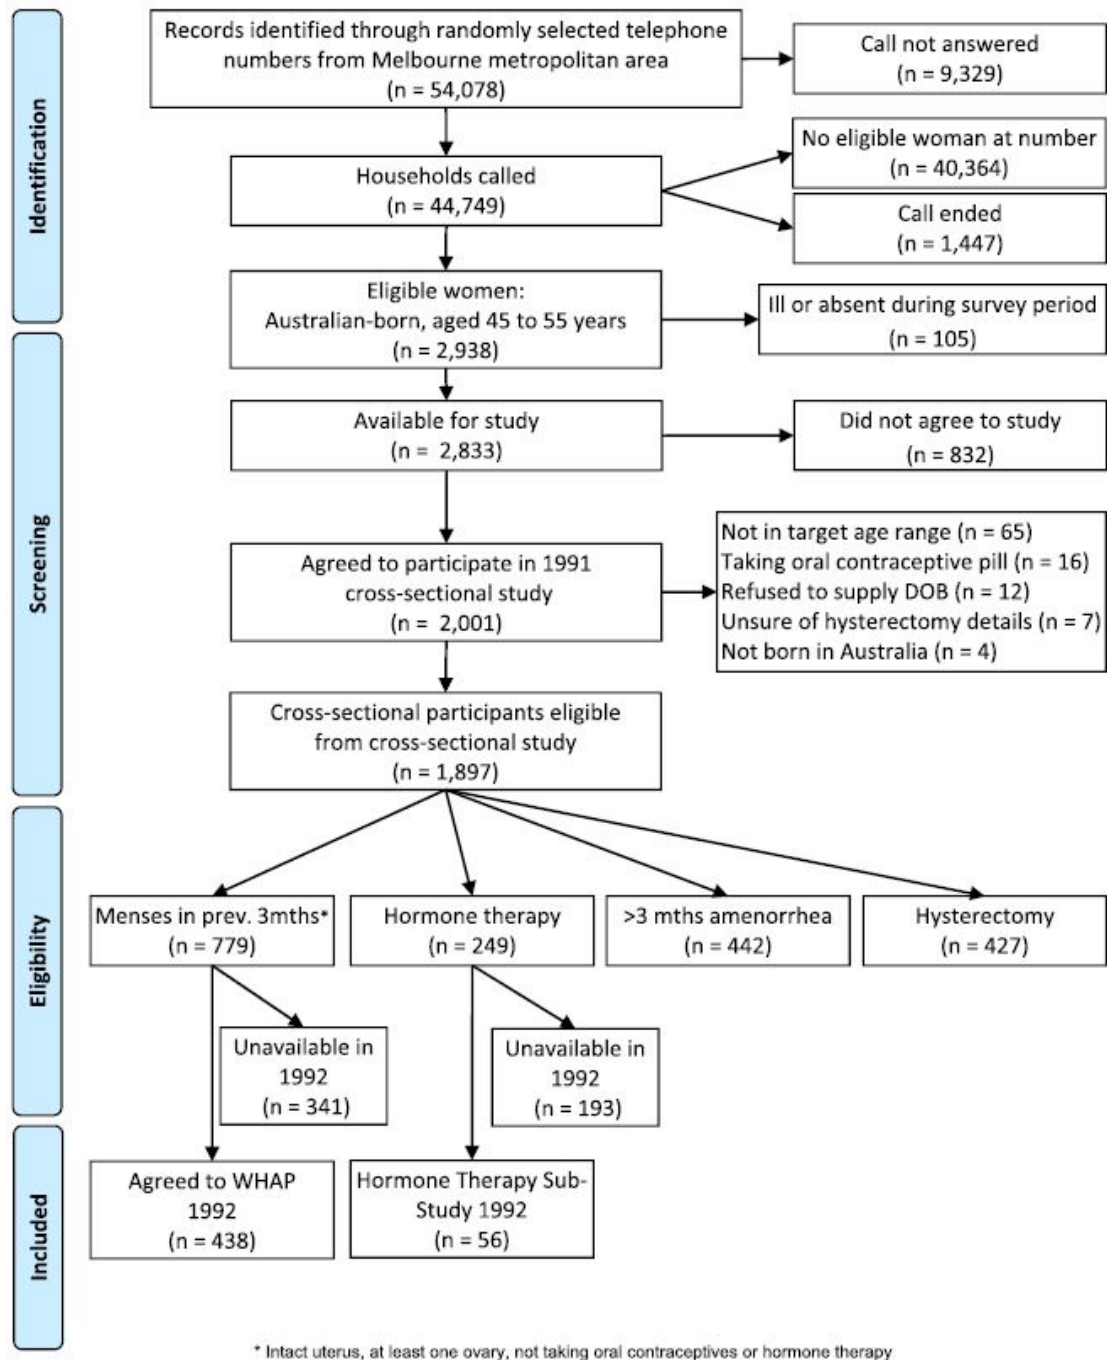 Identification
Records identified through randomly selected telephone
numbers from Melbourne metropolitan area
(n = 54,078)
Call not answered
(n = 9,329)
Households called
(n = 44,749)
No eligible woman at number
(n = 40,364)
Call ended
(n = 1,447)
Eligible women:
Australian-born, aged 45 to 55 years
(n = 2,938)
Ill or absent during survey period
(n = 105)
Screening
Available for study
(n = 2,833)
Did not agree to study
(n = 832)
Agreed to participate in 1991
cross-sectional study
(n = 2,001)
Not in target age range (n = 65)
Taking oral contraceptive pill (n = 16)
Refused to supply DOB (n = 12)
Unsure of hysterectomy details (n = 7)
Not born in Australia (n = 4)
Cross-sectional participants eligible
from cross-sectional study
(n = 1,897)
Eligibility
Menses in prev. 3mths*
(n = 779)
Hormone therapy
(n = 249)
>3 mths amenorrhea
(n = 442)
Hysterectomy
(n = 427)
Unavailable in
1992
(n = 341)
Unavailable in
1992
(n = 193)
Included
Agreed to WHAP
1992
(n = 438)
Hormone Therapy Sub-
Study 1992
(n = 56)
* Intact uterus, at least one ovary, not taking oral contraceptives or hormone therapy